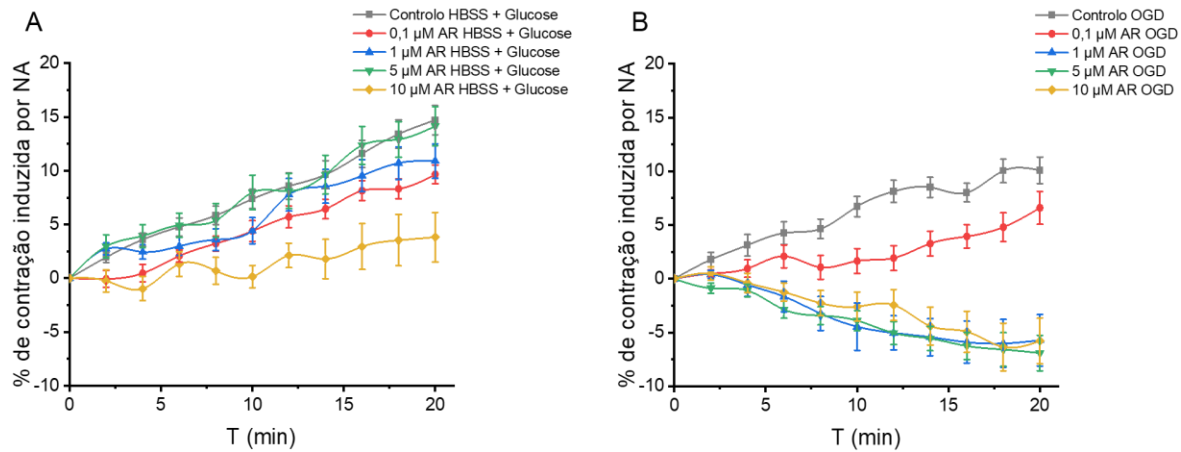 A
Controlo HBSS + Glucose
0,1 µM AR HBSS + Glucose
1 µM AR HBSS + Glucose
5 µM AR HBSS + Glucose
10 µM AR HBSS + Glucose
% de contração induzida por NA
20
15
10
5
0
-5
-10
0 5 10 15 20
T (min)
B
Controlo OGD
0,1 µM AR OGD
1 µM AR OGD
5 µM AR OGD
10 µM AR OGD
% de contração induzida por NA
20
15
10
5
0
-5
-10
0 5 10 15 20
T (min)